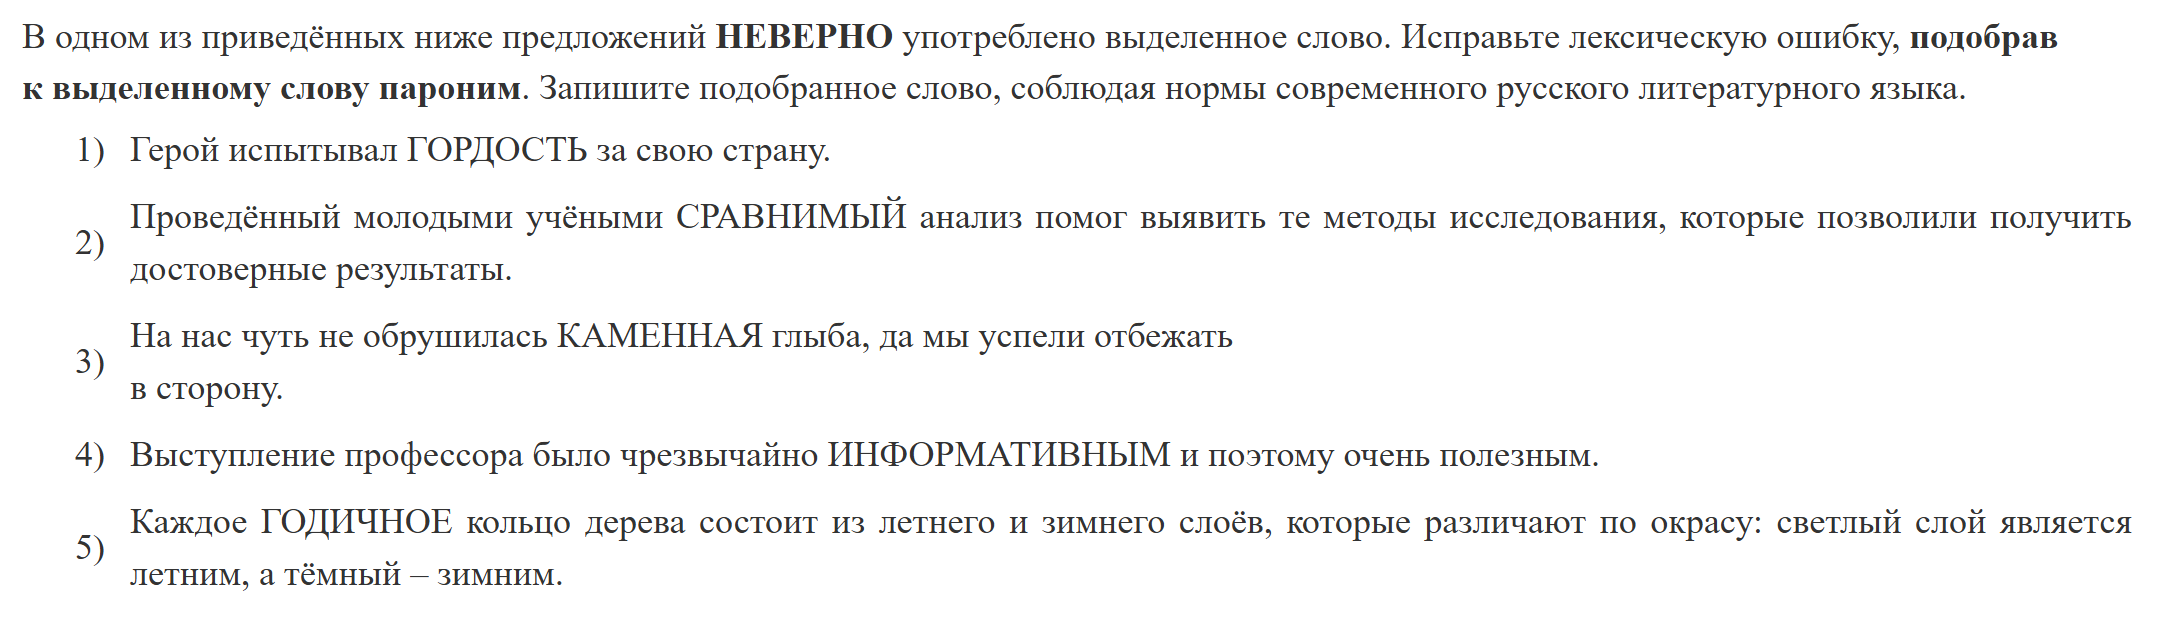 В одном из приведённых ниже предложений НЕВЕРНО употреблено выделенное слово. Исправьте лексическую ошибку, подобрав
к выделенному слову пароним. Запишите подобранное слово, соблюдая нормы современного русского литературного языка.
1) Герой испытывал ГОРДОСТЬ за свою страну.
2) Проведённый молодыми учёными СРАВНИМЫЙ анализ помог выявить те методы исследования, которые позволили получить
достоверные результаты.
3) На нас чуть не обрушилась КАМЕННАЯ глыба, да мы успели отбежать
в сторону.
4) Выступление профессора было чрезвычайно ИНФОРМАТИВНЫМ и поэтому очень полезным.
5) Каждое ГОДИЧНОЕ кольцо дерева состоит из летнего и зимнего слоёв, которые различают по окрасу: светлый слой является
летним, а тёмный – зимним.